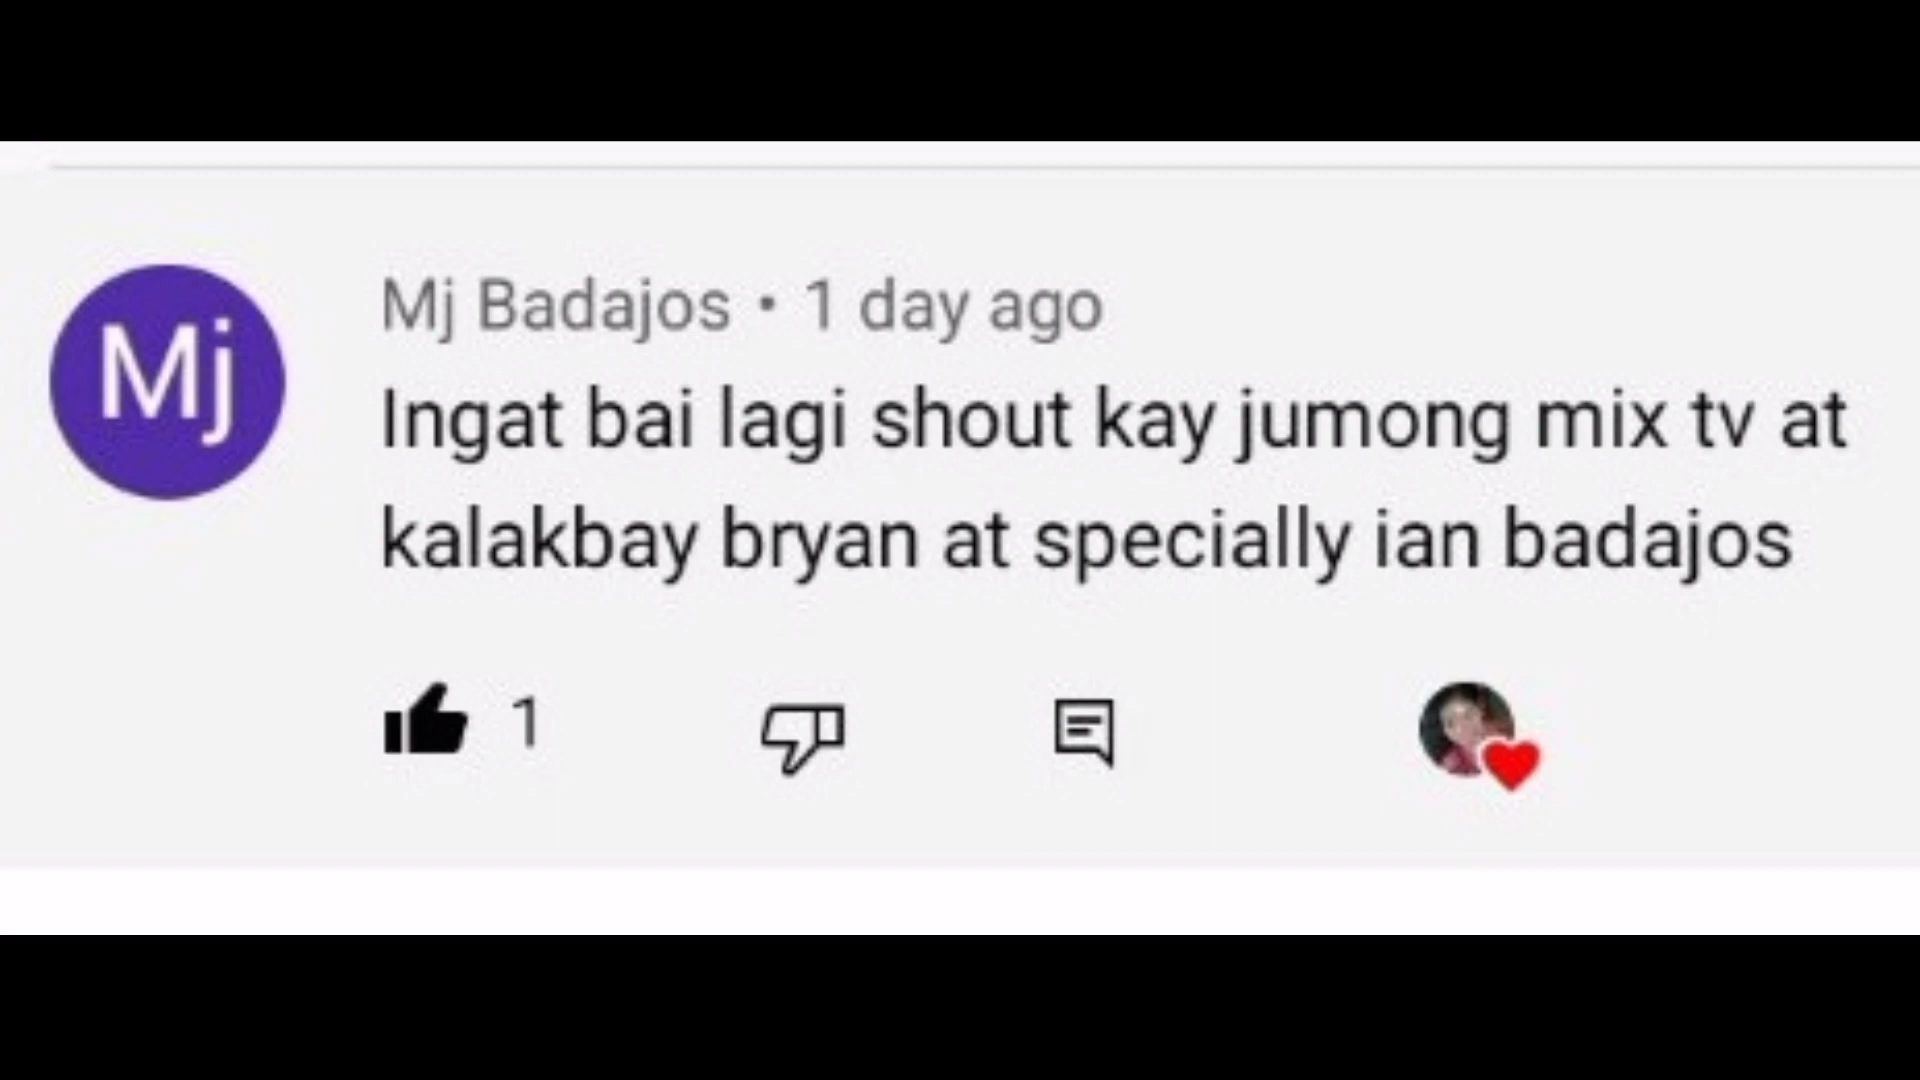 Mj
Mj Badajos • 1 day ago
Ingat bai lagi shout kay jumong mix tv at
kalakbay bryan at specially ian badajos
1